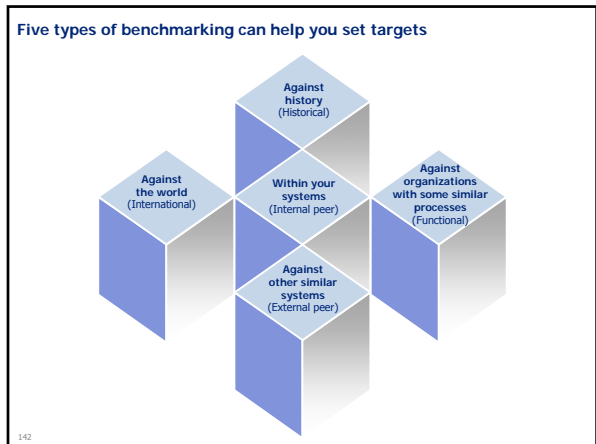 Five types of benchmarking can help you set targets
Against
history
(Historical)
Against
the world
(International)
Within your
systems
(Internal peer)
Against
organizations
with some similar
processes
(Functional)
Against
other similar
systems
(External peer)
142